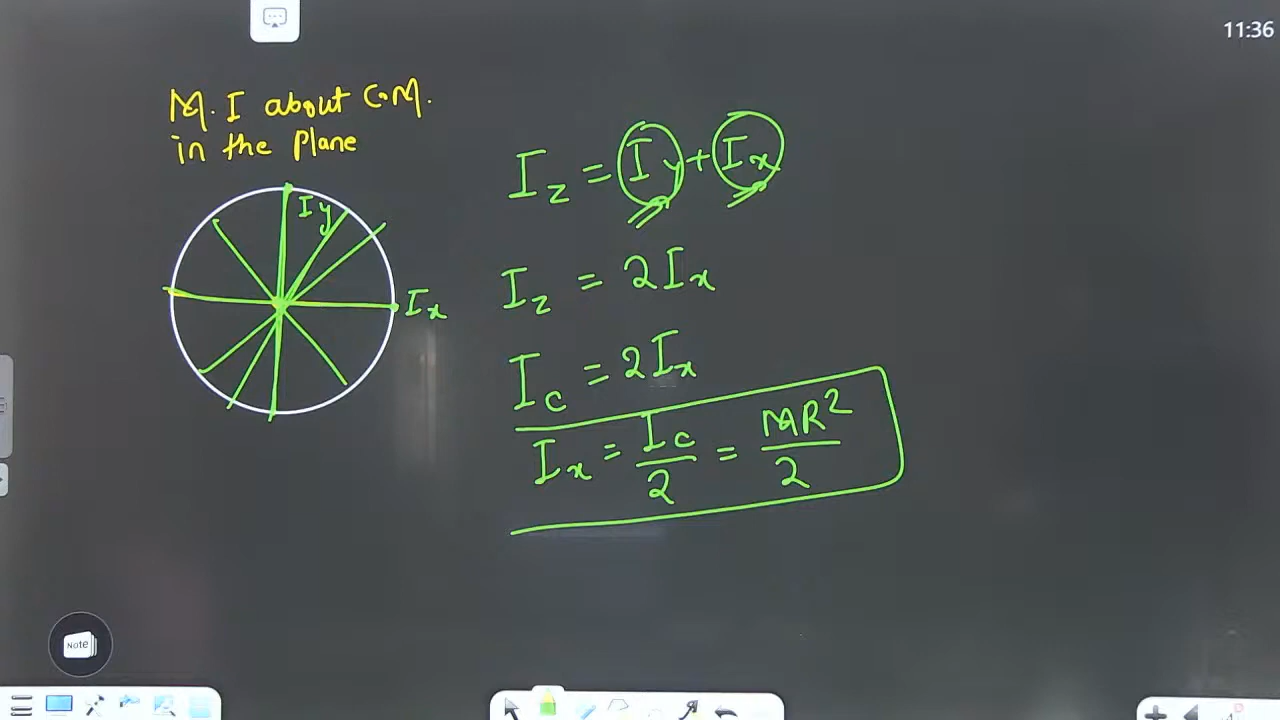 11:36
M.I about C.M.
in the Plane
Iy
Ix
Iz = Iy + Ix
Iz = 2Ix
Ic = 2Ix
Ix = Ic/2 = MR²/2
Note